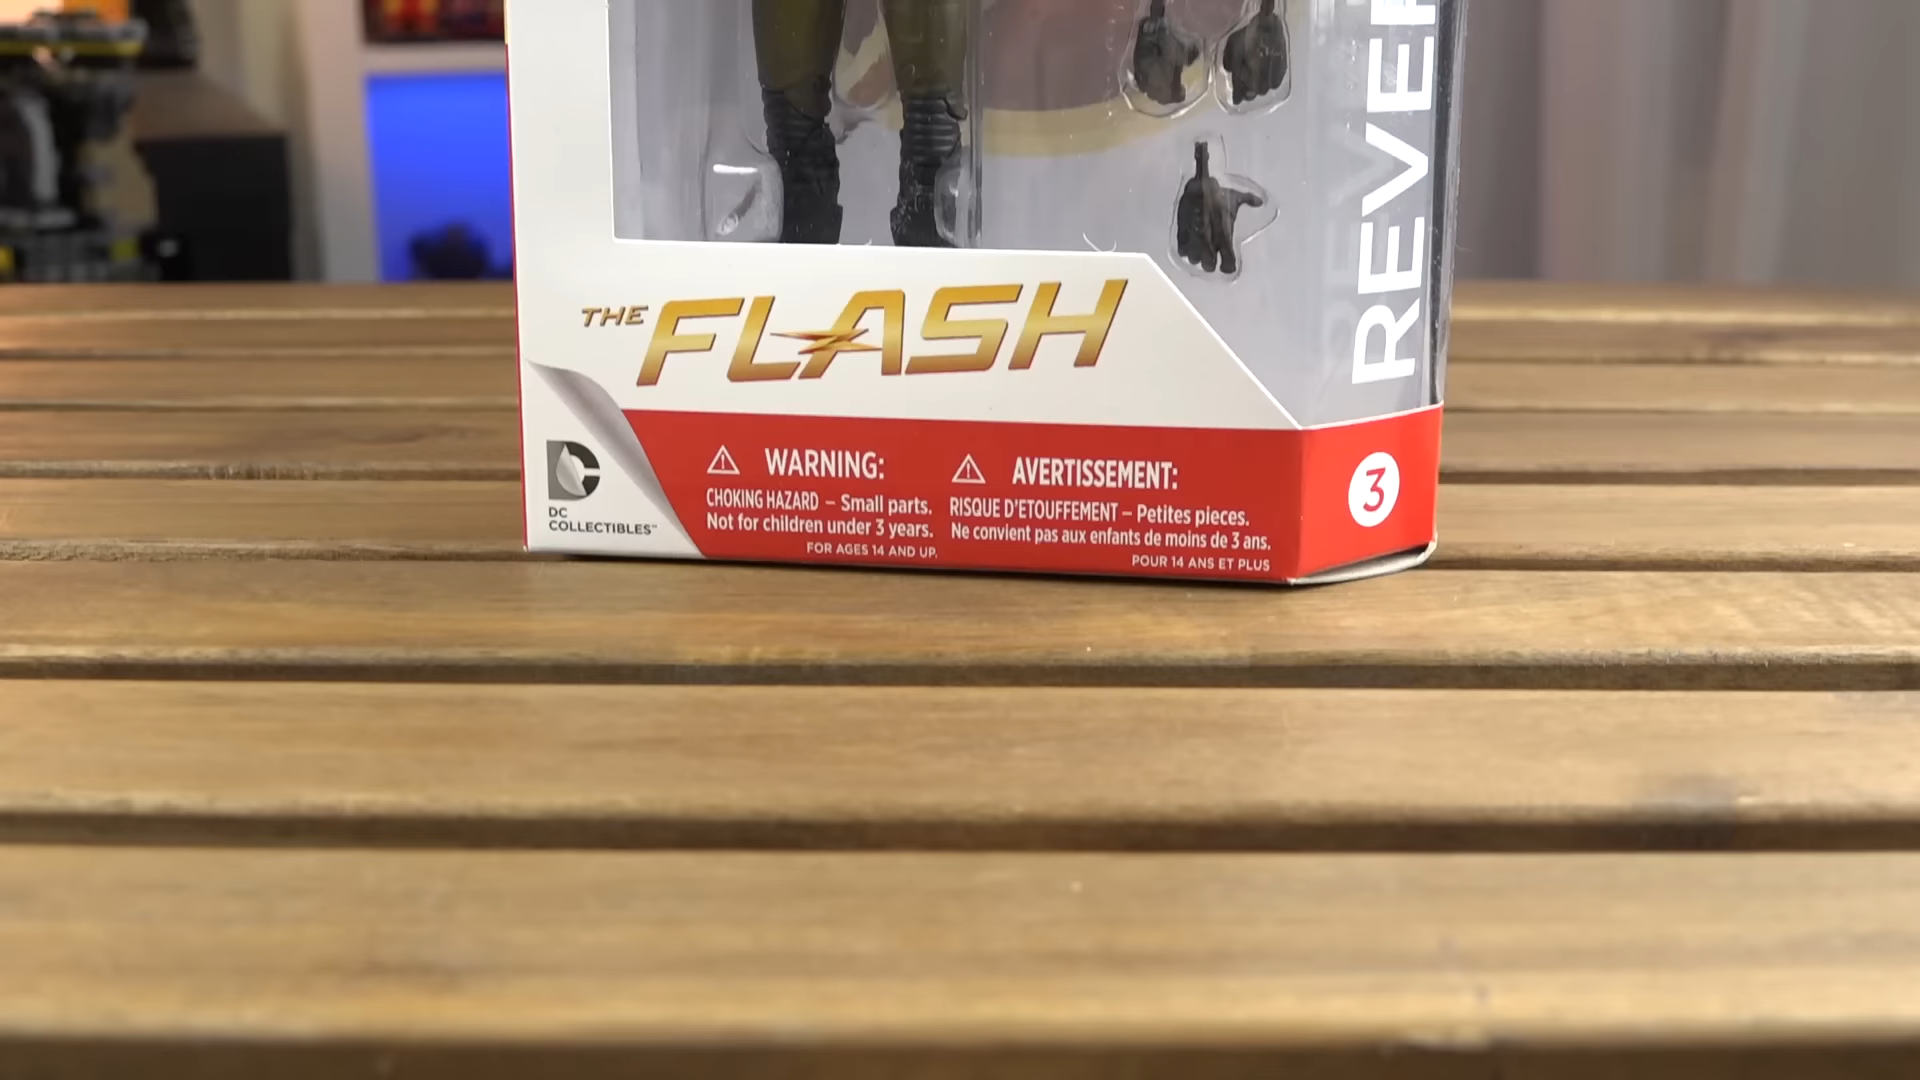 THE FLASH
DC
COLLECTIBLES™
WARNING:
CHOKING HAZARD – Small parts.
Not for children under 3 years.
FOR AGES 14 AND UP.
AVERTISSEMENT:
RISQUE D'ETOUFFEMENT – Petites pieces.
Ne convient pas aux enfants de moins de 3 ans.
POUR 14 ANS ET PLUS
3
REVER